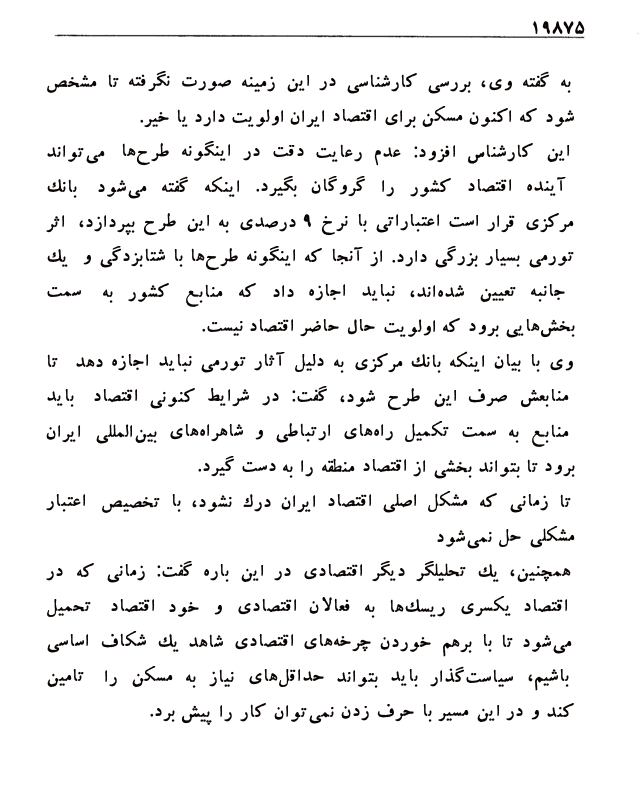 ۱۹۸۷۵
به گفته وی، بررسی کارشناسی در این زمینه صورت نگرفته تا مشخص
شود که اکنون مسکن برای اقتصاد ایران اولویت دارد یا خیر.
این کارشناس افزود: عدم رعایت دقت در اینگونه طرح‌ها می‌تواند
آینده اقتصاد کشور را گروگان بگیرد. اینکه گفته می‌شود بانک
مرکزی قرار است اعتباراتی با نرخ ۹ درصدی به این طرح بپردازد، اثر
تورمی بسیار بزرگی دارد. از آنجا که اینگونه طرح‌ها با شتابزدگی و یک
جانبه تعیین شده‌اند، نباید اجازه داد که منابع کشور به سمت
بخش‌هایی برود که اولویت حال حاضر اقتصاد نیست.
وی با بیان اینکه بانک مرکزی به دلیل آثار تورمی نباید اجازه دهد تا
منابعش صرف این طرح شود، گفت: در شرایط کنونی اقتصاد باید
منابع به سمت تکمیل راه‌های ارتباطی و شاهراه‌های بین‌المللی ایران
برود تا بتواند بخشی از اقتصاد منطقه را به دست گیرد.
تا زمانی که مشکل اصلی اقتصاد ایران درک نشود، با تخصیص اعتبار
مشکلی حل نمی‌شود
همچنین، یک تحلیلگر دیگر اقتصادی در این باره گفت: زمانی که در
اقتصاد یکسری ریسک‌ها به فعالان اقتصادی و خود اقتصاد تحمیل
می‌شود تا با برهم خوردن چرخه‌های اقتصادی شاهد یک شکاف اساسی
باشیم، سیاست‌گذار باید بتواند حداقل‌های نیاز به مسکن را تامین
کند و در این مسیر با حرف زدن نمی‌توان کار را پیش برد.